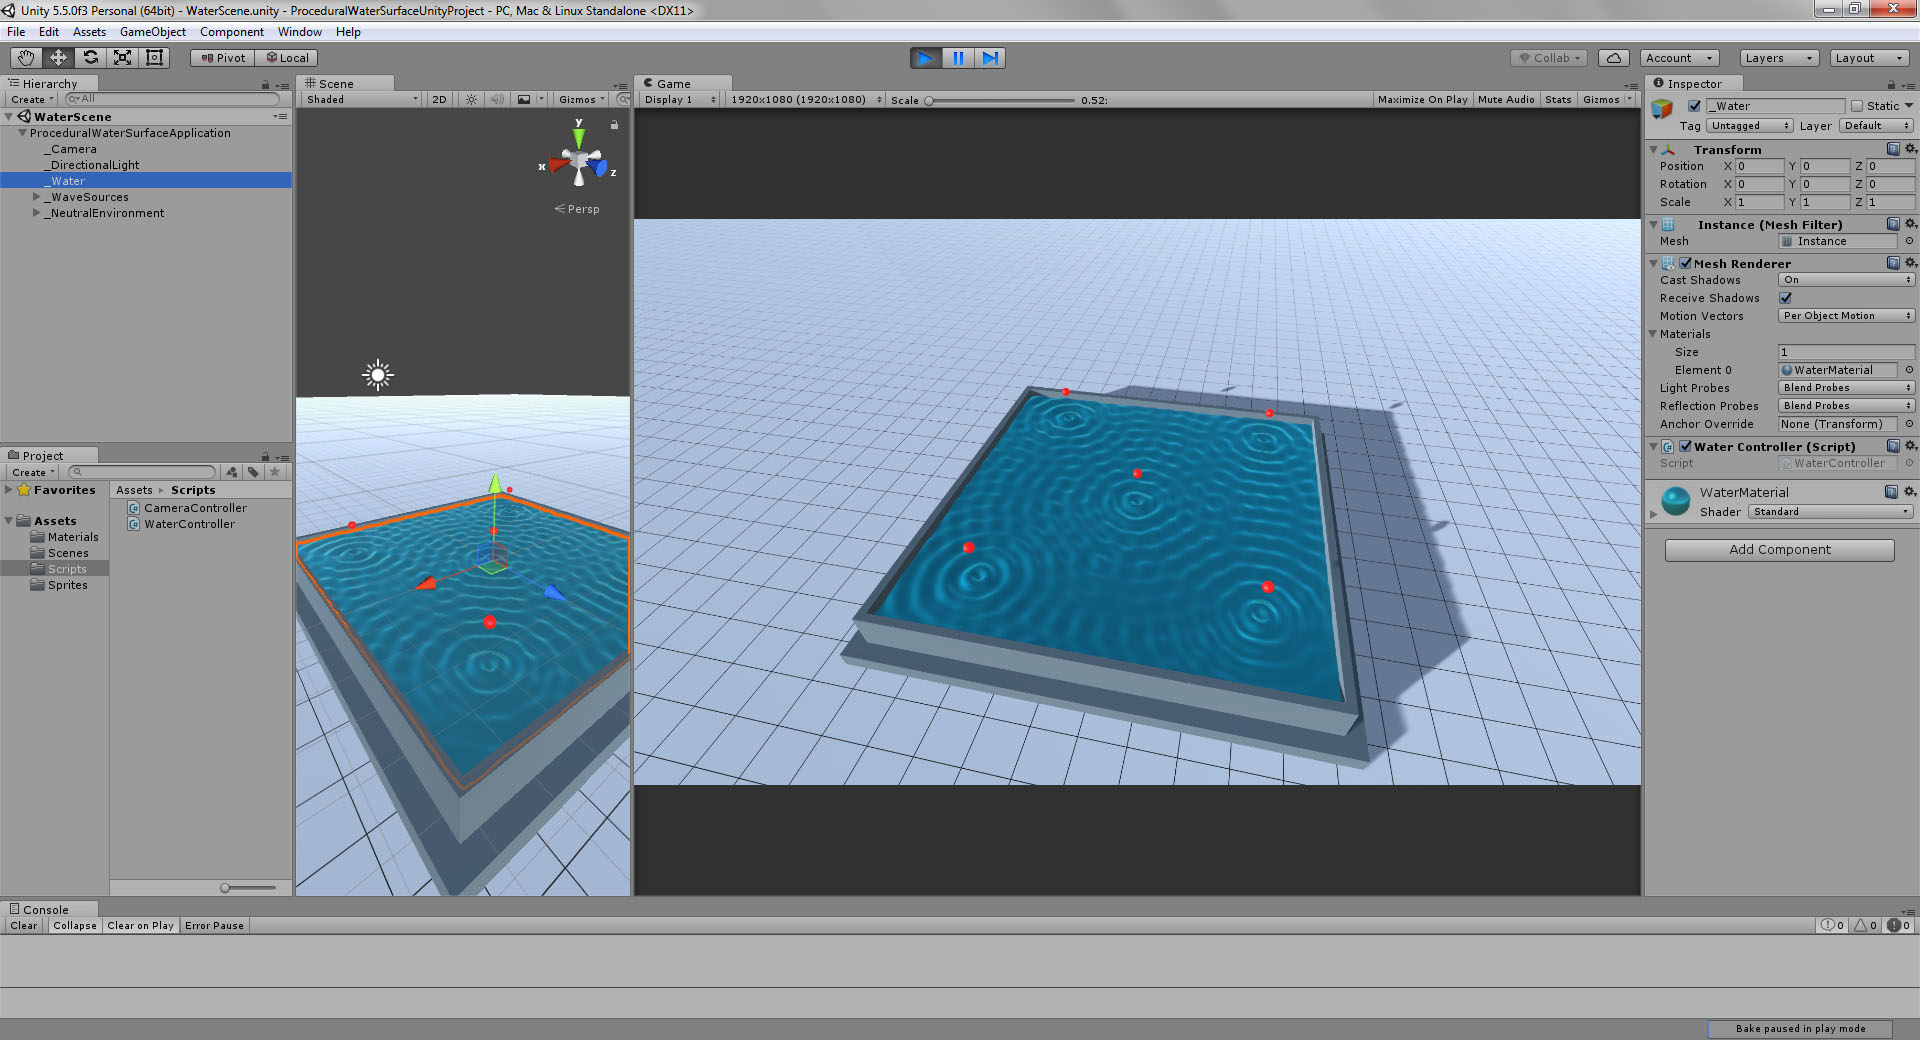 Unity 5.5.0f3 Personal (64bit) - WaterScene.unity - ProceduralWaterSurfaceUnityProject - PC, Mac & Linux Standalone <DX11>
File Edit Assets GameObject Component Window Help
Pivot Local Collab Account Layers Layout
Hierarchy
Create All
WaterScene
ProceduralWaterSurfaceApplication
_Camera
_DirectionalLight
_Water
_WaveSources
_NeutralEnvironment
Project
Create
Favorites
Assets
Materials
Scenes
Scripts
Sprites
Assets Scripts
CameraController
WaterController
Scene
Shaded 2D Gizmos
y
x
z
Persp
Game
Display 1 1920x1080 (1920x1080) Scale 0.52: Maximize On Play Mute Audio Stats Gizmos
Inspector
_Water Static
Tag Untagged Layer Default
Transform
Position X 0 Y 0 Z 0
Rotation X 0 Y 0 Z 0
Scale X 1 Y 1 Z 1
Instance (Mesh Filter)
Mesh Instance
Mesh Renderer
Cast Shadows On
Receive Shadows
Motion Vectors Per Object Motion
Materials
Size 1
Element 0 WaterMaterial
Light Probes Blend Probes
Reflection Probes Blend Probes
Anchor Override None (Transform)
Water Controller (Script)
Script WaterController
WaterMaterial
Shader Standard
Add Component
Console
Clear Collapse Clear on Play Error Pause 0 0 0
Bake paused in play mode